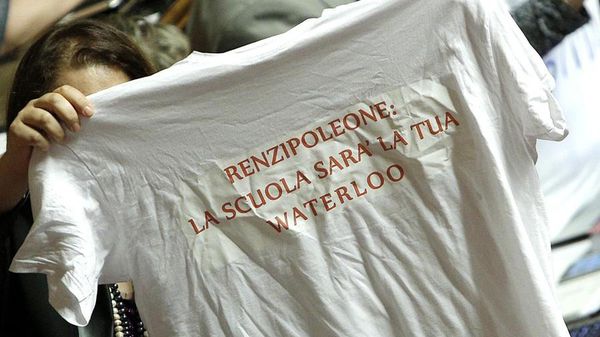 RENZIPOLEONE:
LA SCUOLA SARA' LA TUA
WATERLOO